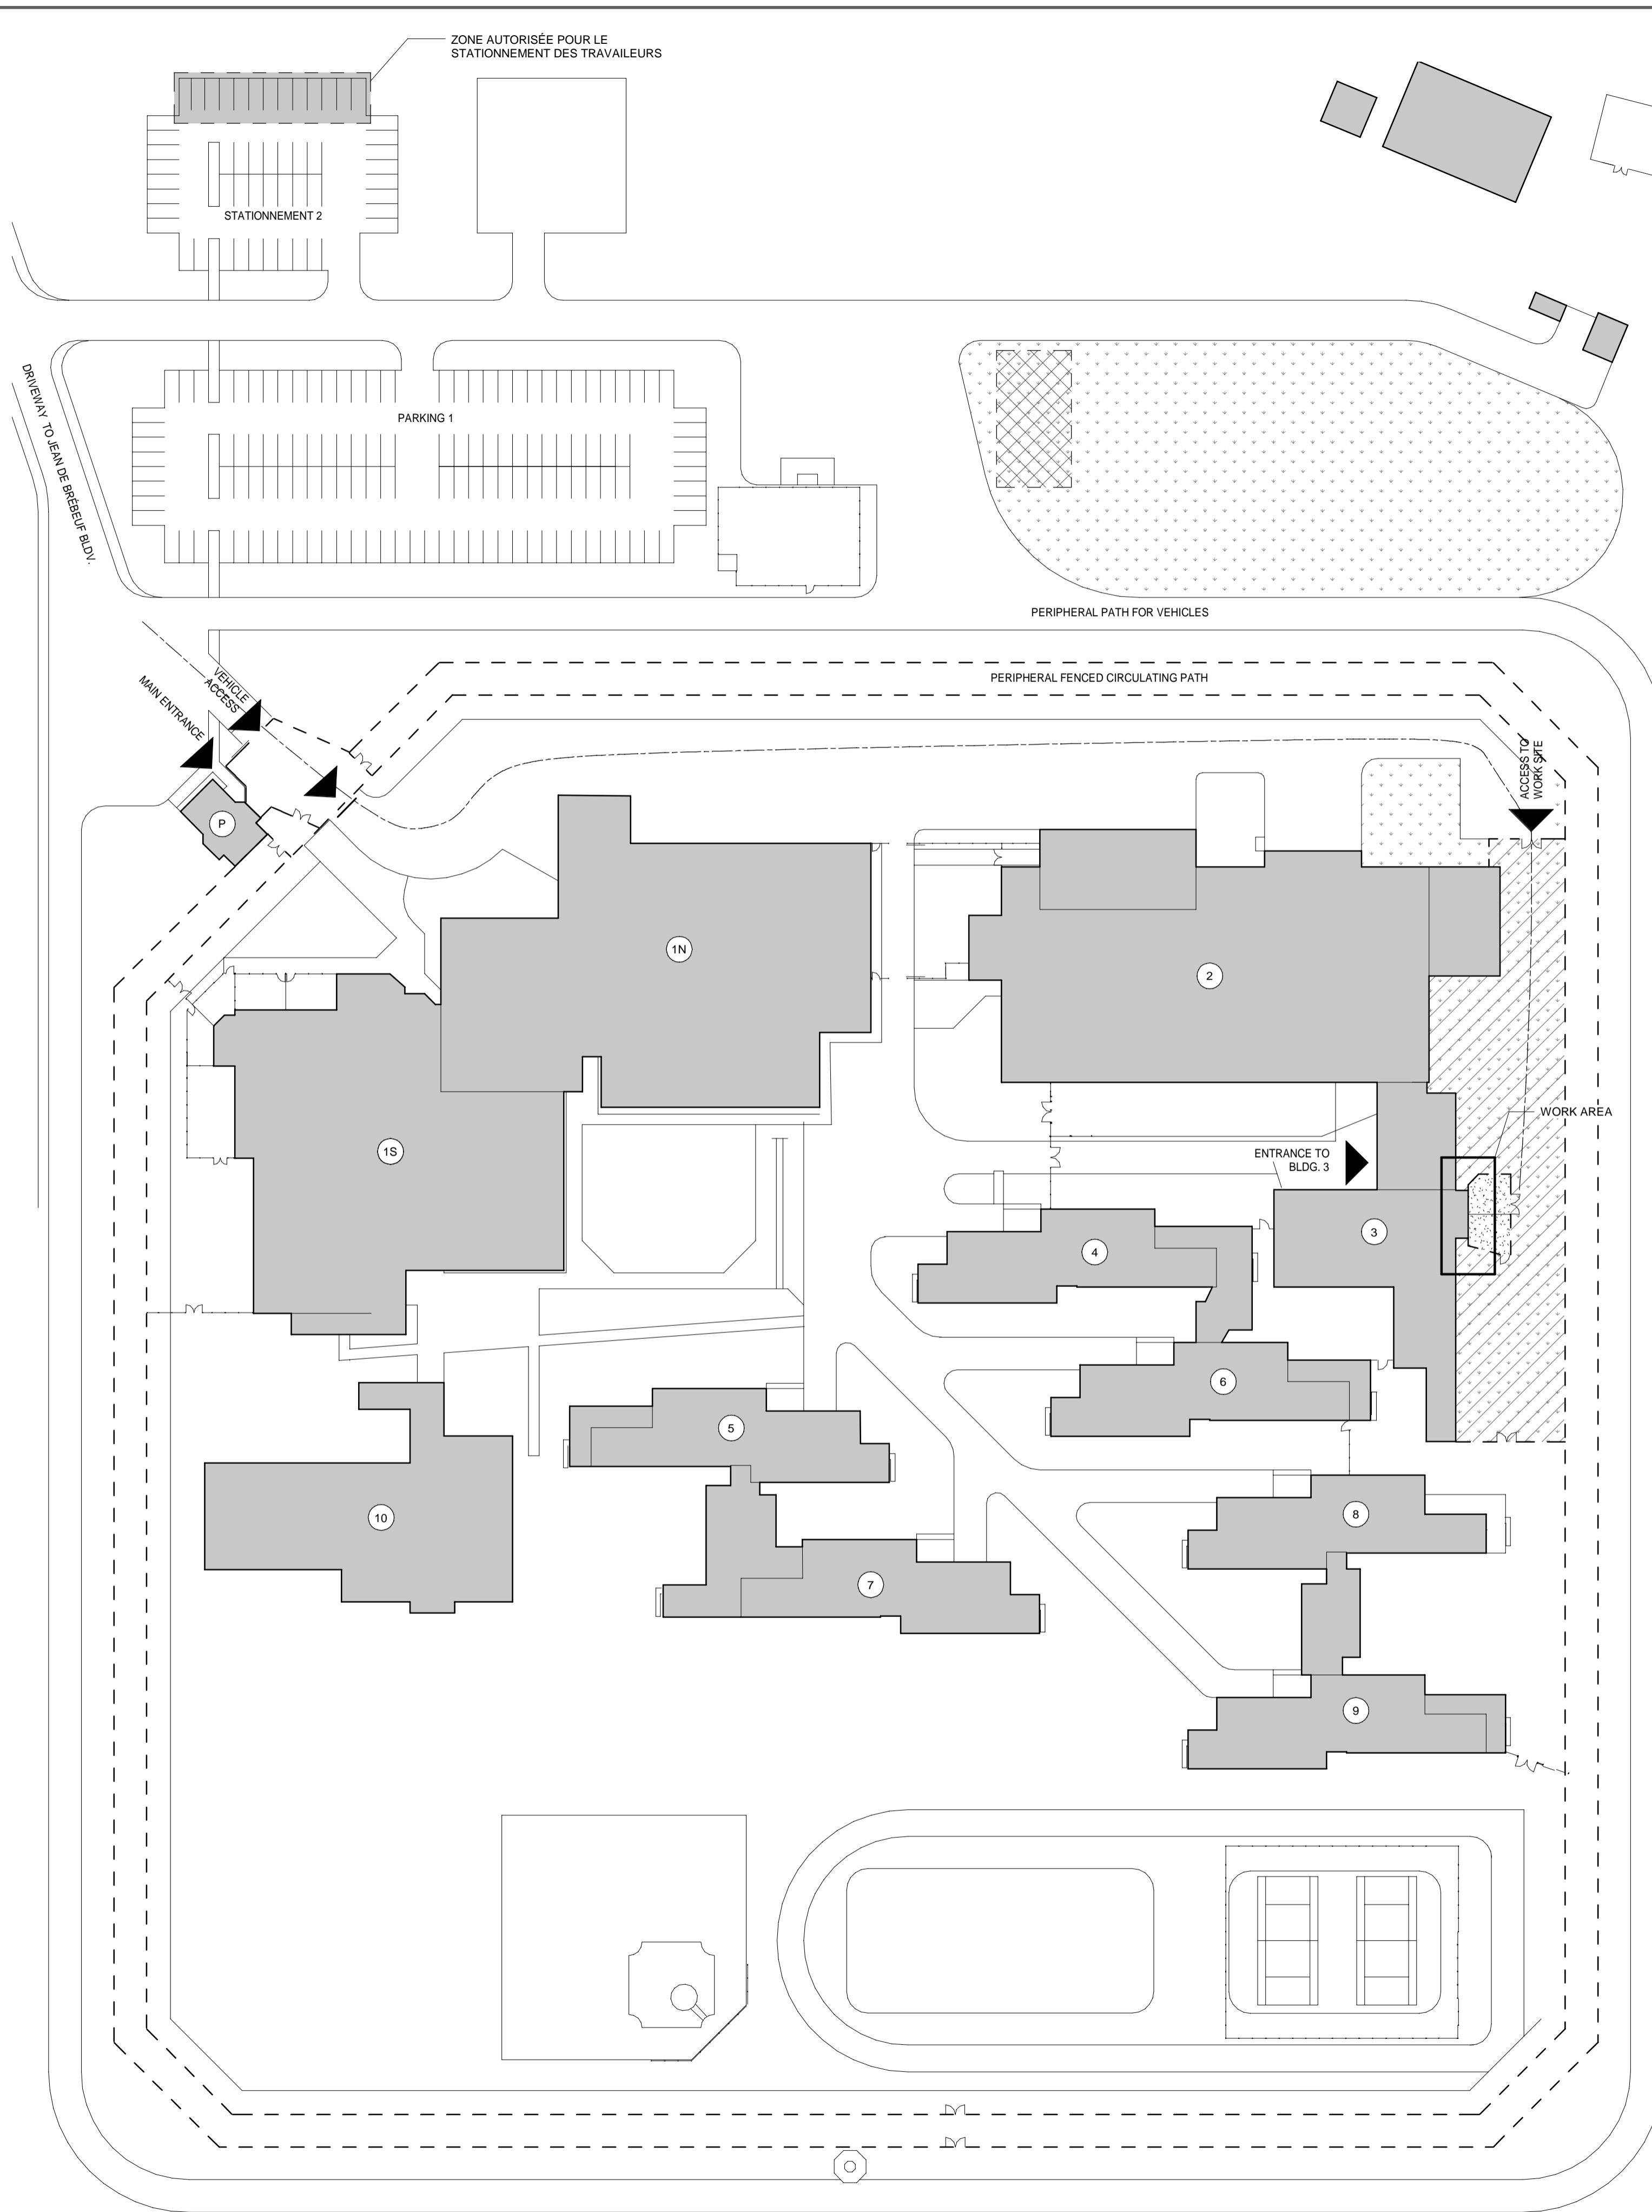 ZONE AUTORISÉE POUR LE
STATIONNEMENT DES TRAVAILEURS
STATIONNEMENT 2
DRIVEWAY TO JEAN DE BRÉBEUF BLDV.
PARKING 1
PERIPHERAL PATH FOR VEHICLES
PERIPHERAL FENCED CIRCULATING PATH
VEHICLE
ACCESS
MAIN ENTRANCE
ACCESS TO
WORK SITE
P
1N
2
WORK AREA
1S
ENTRANCE TO
BLDG. 3
3
4
6
5
8
10
7
9